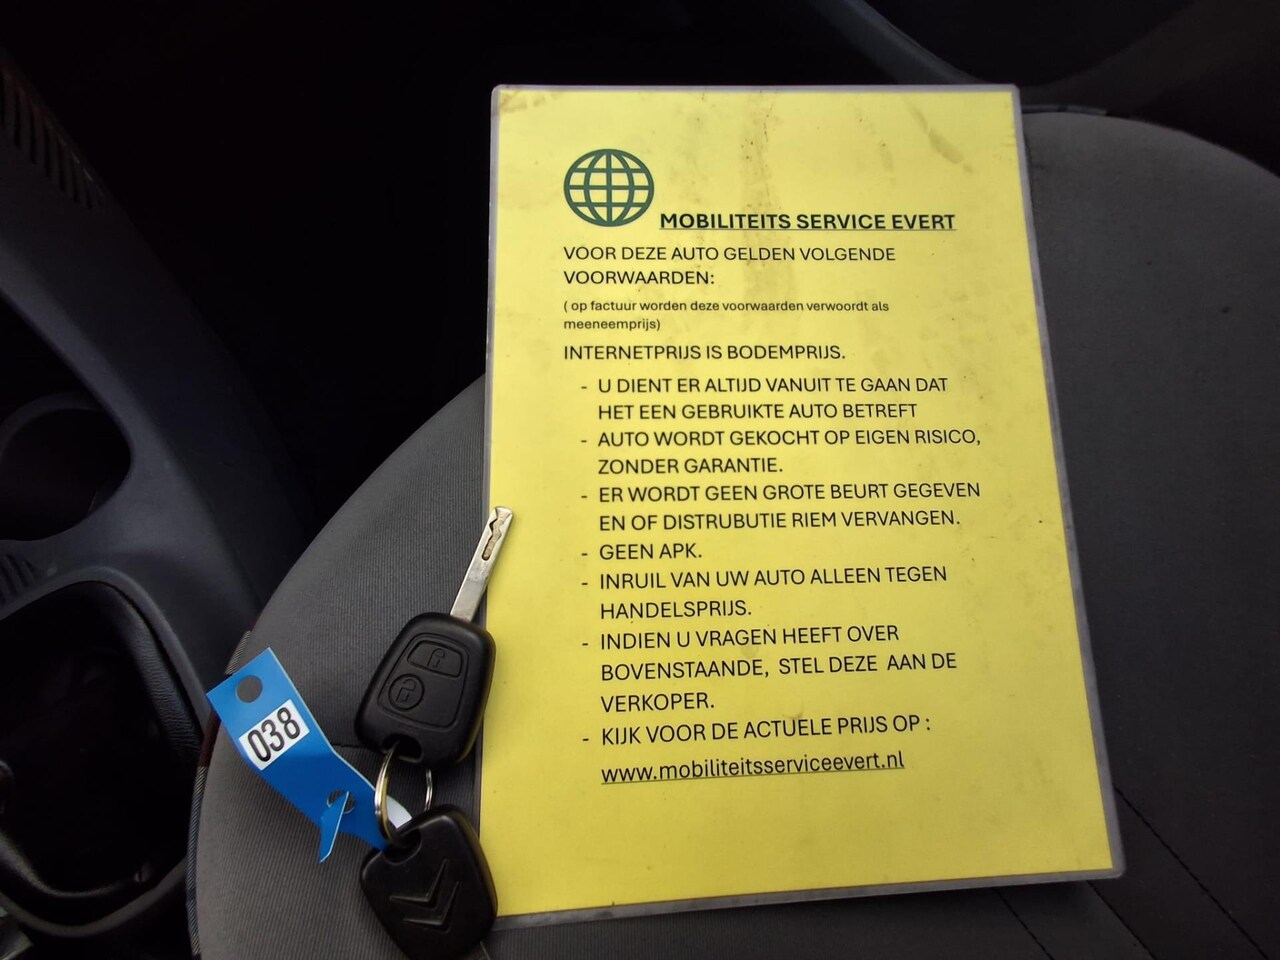 MOBILITEITS SERVICE EVERT
VOOR DEZE AUTO GELDEN VOLGENDE
VOORWAARDEN:
( op factuur worden deze voorwaarden verwoordt als
meeneemprijs)
INTERNETPRIJS IS BODEMPRIJS.
- U DIENT ER ALTIJD VANUIT TE GAAN DAT
HET EEN GEBRUIKTE AUTO BETREFT
- AUTO WORDT GEKOCHT OP EIGEN RISICO,
ZONDER GARANTIE.
- ER WORDT GEEN GROTE BEURT GEGEVEN
EN OF DISTRUBUTIE RIEM VERVANGEN.
- GEEN APK.
- INRUIL VAN UW AUTO ALLEEN TEGEN
HANDELSPRIJS.
- INDIEN U VRAGEN HEEFT OVER
BOVENSTAANDE, STEL DEZE AAN DE
VERKOPER.
- KIJK VOOR DE ACTUELE PRIJS OP :
www.mobiliteitsserviceevert.nl
038